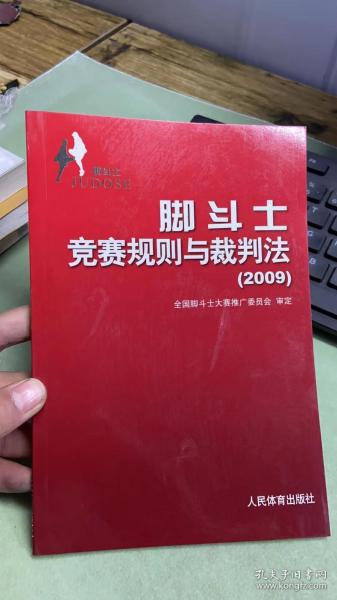 脚斗士
JUDOSE
脚斗士
竞赛规则与裁判法
(2009)
全国脚斗士大赛推广委员会 审定
人民体育出版社
孔夫子旧书网